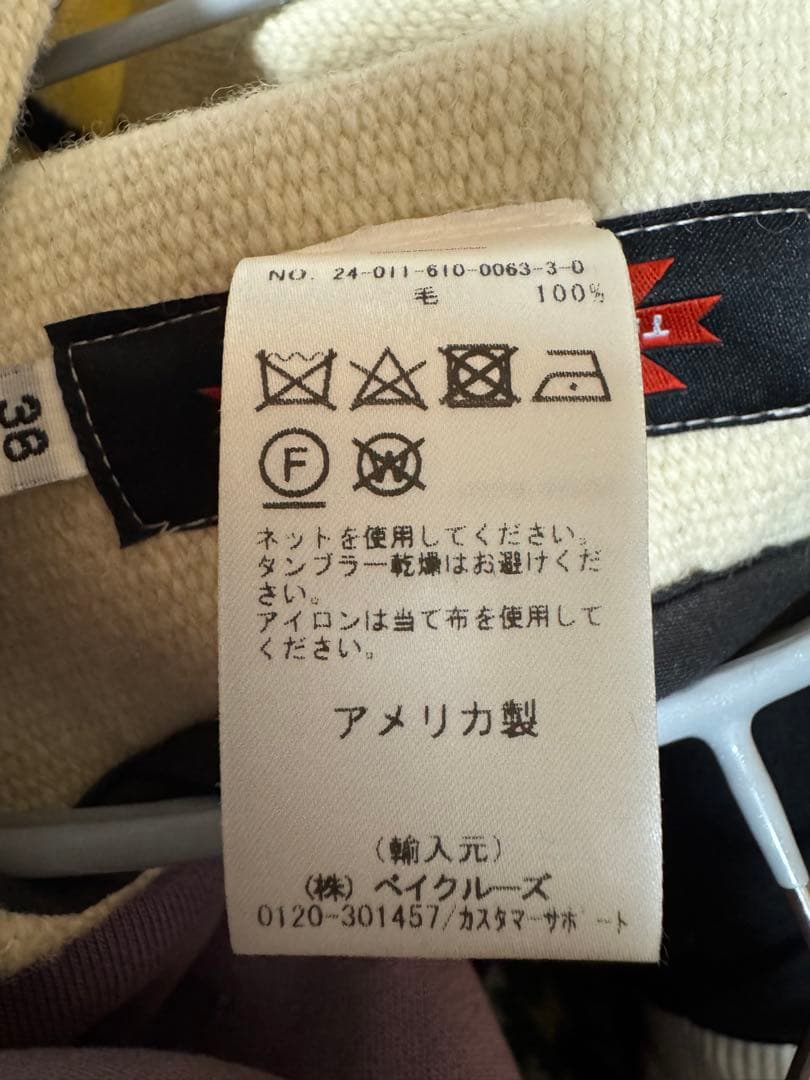 NO. 24-011-610-0063-3-0
毛 100%
F
W
ネットを使用してください。
タンブラー乾燥はお避けくだ
さい。
アイロンは当て布を使用して
ください。
アメリカ製
(輸入元)
(株) ベイクルーズ
0120-301457/カスタマーサポート
38